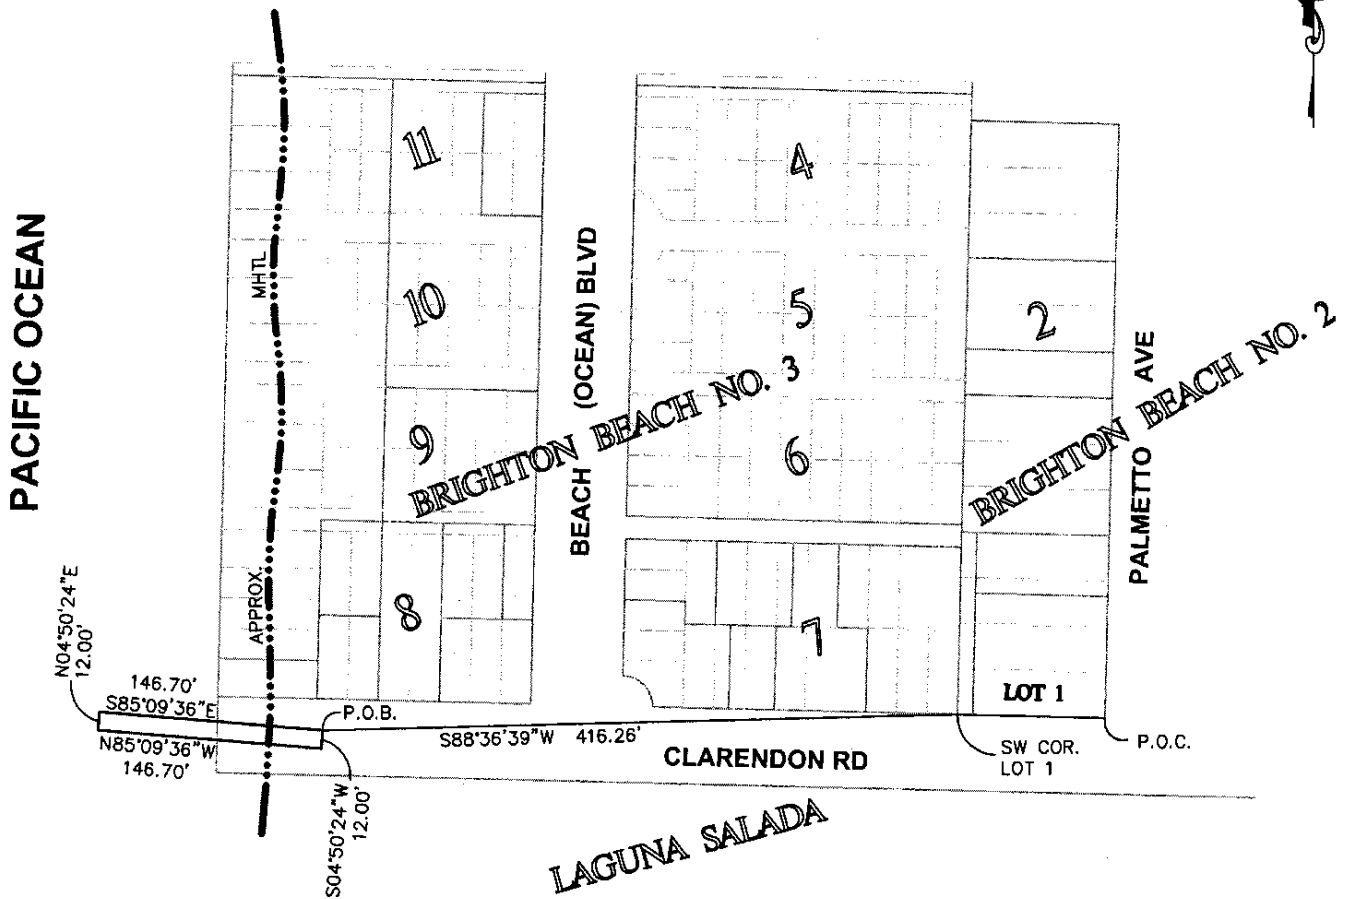 PACIFIC OCEAN
MHTL
APPROX.
11
10
9
8
BEACH (OCEAN) BLVD
4
5
6
7
2
BRIGHTON BEACH NO. 3
BRIGHTON BEACH NO. 2
PALMETTO AVE
LOT 1
N04°50'24"E
12.00'
146.70'
S85°09'36"E
N85°09'36"W
146.70'
P.O.B.
S04°50'24"W
12.00'
S88°36'39"W 416.26'
CLARENDON RD
SW COR.
LOT 1
P.O.C.
LAGUNA SALADA